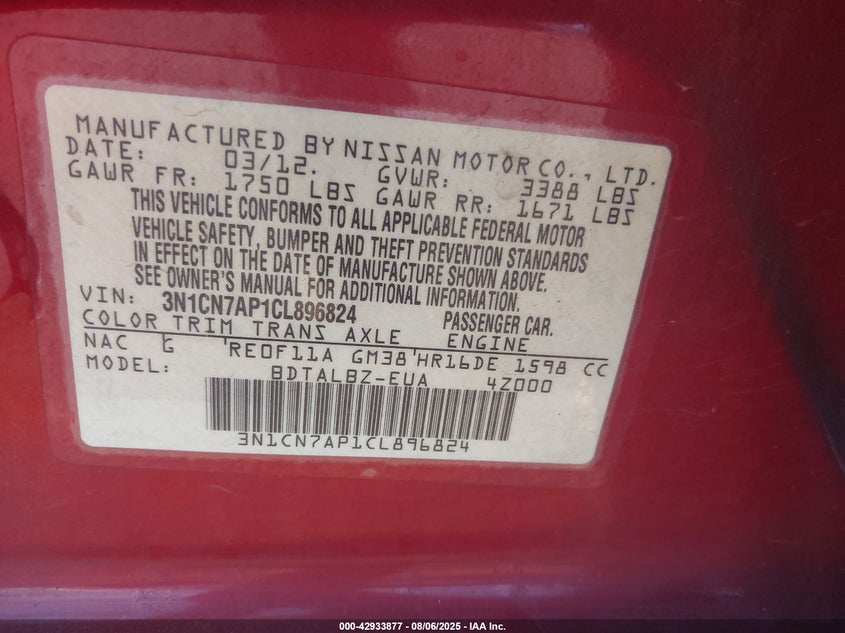 MANUFACTURED BY NISSAN MOTOR CO., LTD.
DATE: 03/12. GVWR: 3388 LBS
GAWR FR: 1750 LBS GAWR RR: 1671 LBS
THIS VEHICLE CONFORMS TO ALL APPLICABLE FEDERAL MOTOR
VEHICLE SAFETY, BUMPER AND THEFT PREVENTION STANDARDS
IN EFFECT ON THE DATE OF MANUFACTURE SHOWN ABOVE.
SEE OWNER'S MANUAL FOR ADDITIONAL INFORMATION.
VIN: 3N1CN7AP1CL896824 PASSENGER CAR.
COLOR TRIM TRANS AXLE ENGINE
NAC G RE0F11A GM38 HR16DE 1598 CC
MODEL: BDTALBZ-EUA 4Z000
3N1CN7AP1CL896824
000-42933877 - 08/06/2025 - IAA Inc.